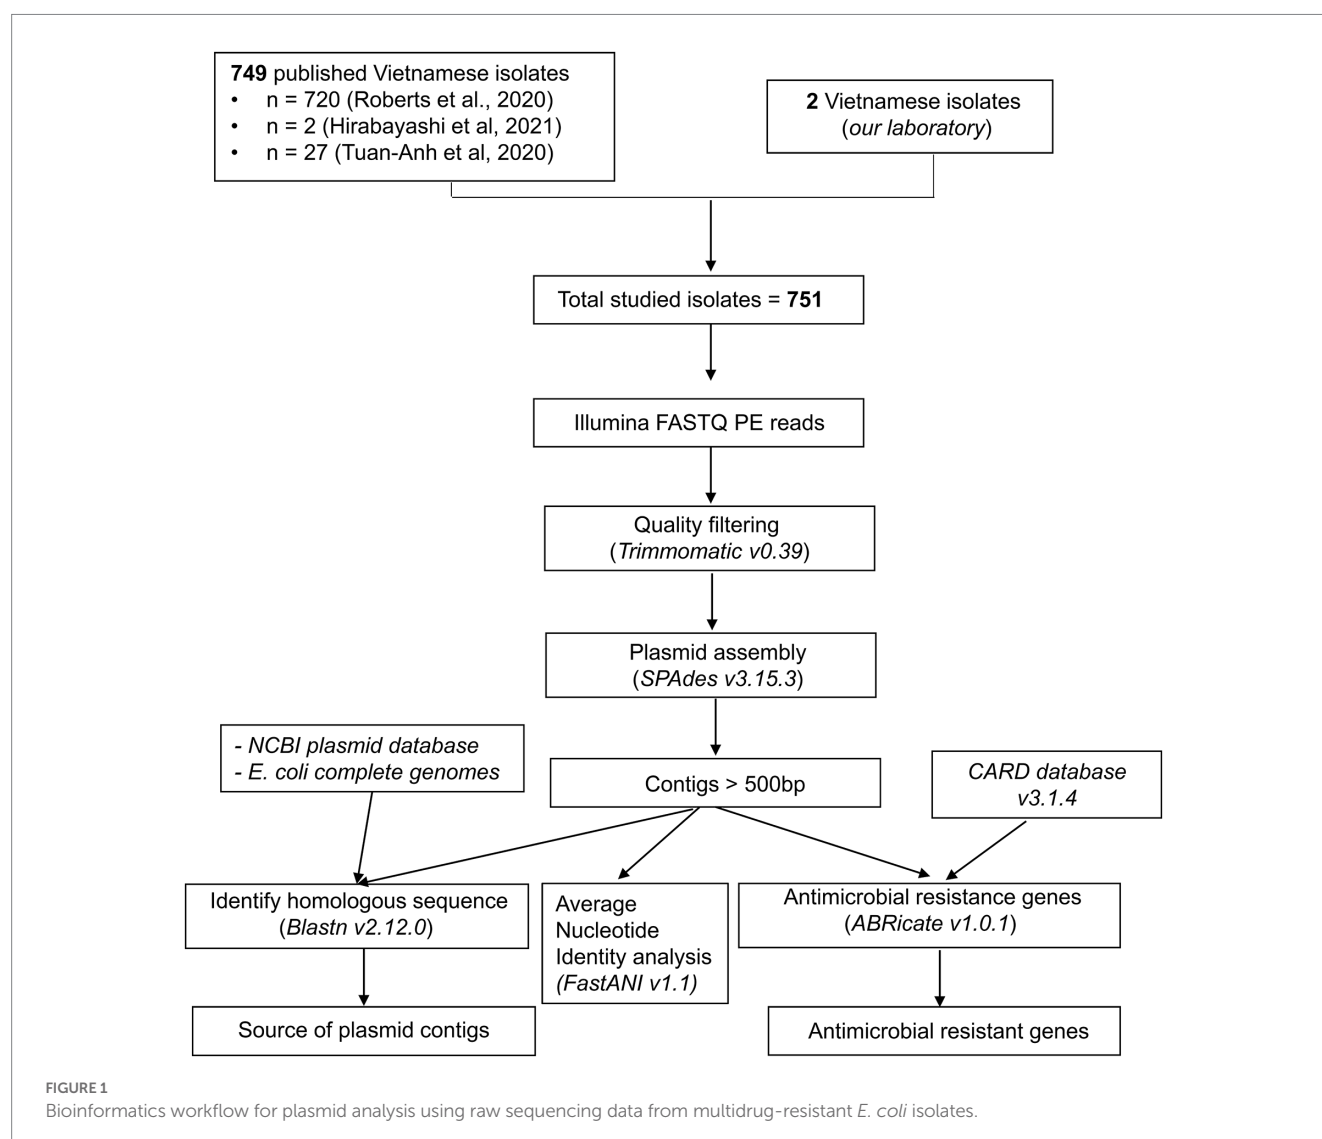 749 published Vietnamese isolates
• n = 720 (Roberts et al., 2020)
• n = 2 (Hirabayashi et al, 2021)
• n = 27 (Tuan-Anh et al, 2020)
2 Vietnamese isolates
(our laboratory)
Total studied isolates = 751
Illumina FASTQ PE reads
Quality filtering
(Trimmomatic v0.39)
Plasmid assembly
(SPAdes v3.15.3)
- NCBI plasmid database
- E. coli complete genomes
Contigs > 500bp
CARD database
v3.1.4
Identify homologous sequence
(Blastn v2.12.0)
Average
Nucleotide
Identity analysis
(FastANI v1.1)
Antimicrobial resistance genes
(ABRicate v1.0.1)
Source of plasmid contigs
Antimicrobial resistant genes
FIGURE 1
Bioinformatics workflow for plasmid analysis using raw sequencing data from multidrug-resistant E. coli isolates.